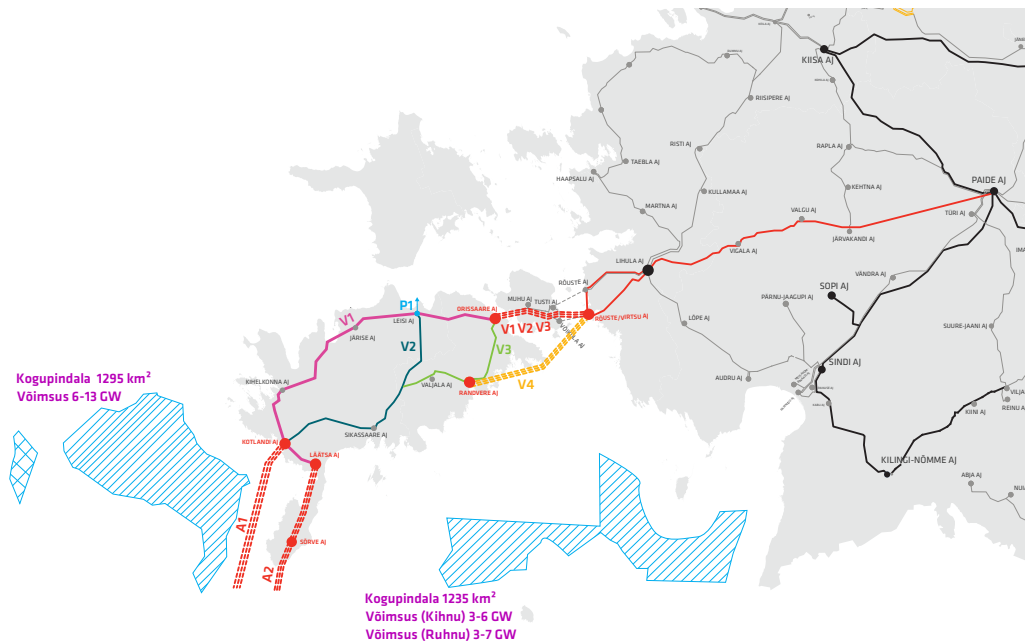 KIISA AJ
RIISIPERE AJ
RISTI AJ
RAPLA AJ
TAEBLA AJ
HAAPSALU AJ
PAIDE AJ
KEHTNA AJ
KULLAMAA AJ
MARTNA AJ
TÜRI AJ
VALGU AJ
JÄRVAKANDI AJ
VIGALA AJ
LIHULA AJ
VÄNDRA AJ
RÕUSTE AJ
SOPI AJ
P1
MUHU AJ
TUSTI AJ
PÄRNU-JAAGUPI AJ
ORISSAARE AJ
RÕUSTE/VIRTSU AJ
V1
LEISI AJ
LÕPE AJ
SUURE-JAANI AJ
JÄRISE AJ
V1 V2 V3
V2
V3
SINDI AJ
KIHELKONNA AJ
VALJALA AJ
V4
AUDRU AJ
RANDVERE AJ
Kogupindala 1295 km²
Võimsus 6-13 GW
VILJA
REINU AJ
KIINI AJ
SIKASSAARE AJ
KOTLANDI AJ
LÄÄTSA AJ
KILINGI-NÕMME AJ
ABJA AJ
A1
SÕRVE AJ
A2
Kogupindala 1235 km²
Võimsus (Kihnu) 3-6 GW
Võimsus (Ruhnu) 3-7 GW